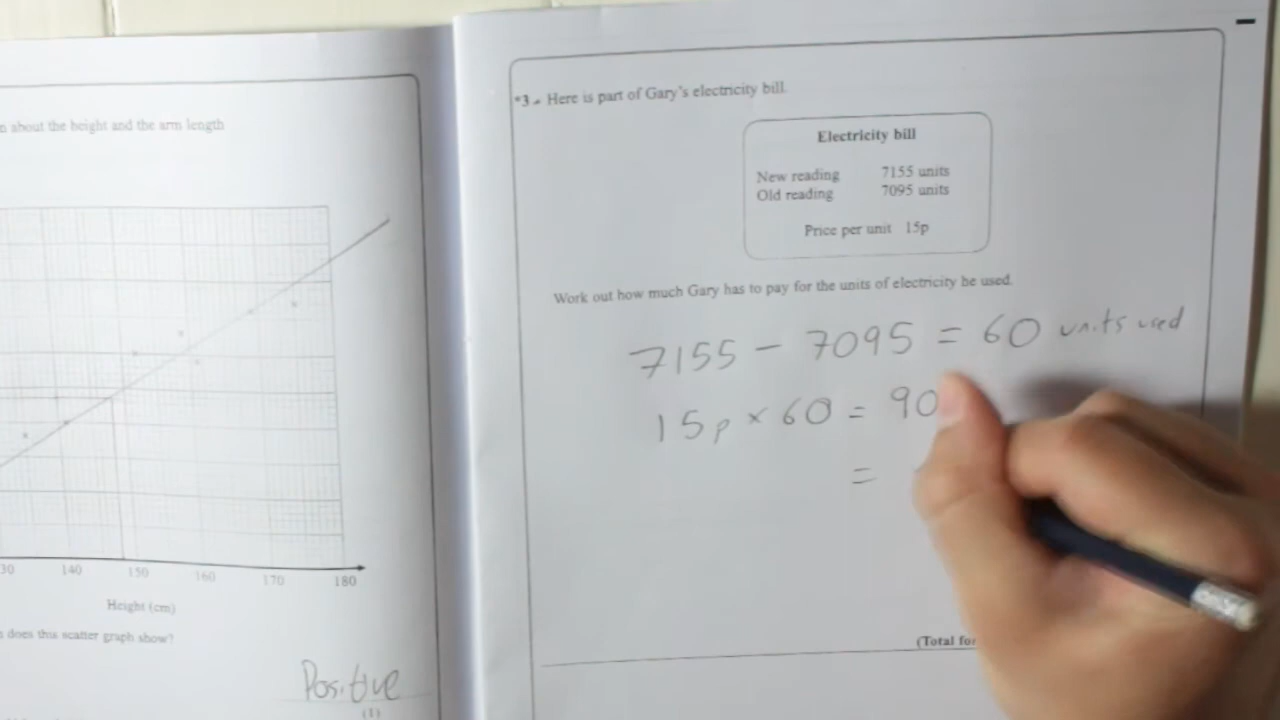 about the height and the arm length
140 150 160 170 180
Height (cm)
does this scatter graph show?
Positive
(1)
*3 - Here is part of Gary's electricity bill.
Electricity bill
New reading 7155 units
Old reading 7095 units
Price per unit 15p
Work out how much Gary has to pay for the units of electricity he used.
7155 - 7095 = 60 units used
15p × 60 = 90
=
(Total